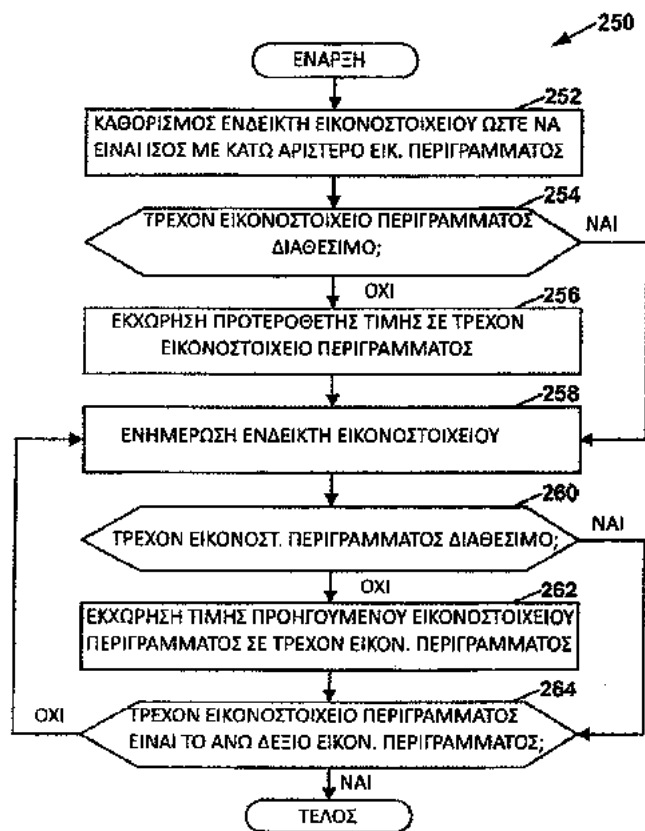 250
ΕΝΑΡΞΗ
252
ΚΑΘΟΡΙΣΜΟΣ ΕΝΔΕΙΚΤΗ ΕΙΚΟΝΟΣΤΟΙΧΕΙΟΥ ΩΣΤΕ ΝΑ
ΕΙΝΑΙ ΙΣΟΣ ΜΕ ΚΑΤΩ ΑΡΙΣΤΕΡΟ ΕΙΚ. ΠΕΡΙΓΡΑΜΜΑΤΟΣ
254
ΤΡΕΧΟΝ ΕΙΚΟΝΟΣΤΟΙΧΕΙΟ ΠΕΡΙΓΡΑΜΜΑΤΟΣ
ΔΙΑΘΕΣΙΜΟ;
ΝΑΙ
ΟΧΙ
256
ΕΚΧΩΡΗΣΗ ΠΡΟΤΕΡΟΘΕΤΗΣ ΤΙΜΗΣ ΣΕ ΤΡΕΧΟΝ
ΕΙΚΟΝΟΣΤΟΙΧΕΙΟ ΠΕΡΙΓΡΑΜΜΑΤΟΣ
258
ΕΝΗΜΕΡΩΣΗ ΕΝΔΕΙΚΤΗ ΕΙΚΟΝΟΣΤΟΙΧΕΙΟΥ
260
ΤΡΕΧΟΝ ΕΙΚΟΝΟΣΤ. ΠΕΡΙΓΡΑΜΜΑΤΟΣ ΔΙΑΘΕΣΙΜΟ;
ΝΑΙ
ΟΧΙ
262
ΕΚΧΩΡΗΣΗ ΤΙΜΗΣ ΠΡΟΗΓΟΥΜΕΝΟΥ ΕΙΚΟΝΟΣΤΟΙΧΕΙΟΥ
ΠΕΡΙΓΡΑΜΜΑΤΟΣ ΣΕ ΤΡΕΧΟΝ ΕΙΚΟΝ. ΠΕΡΙΓΡΑΜΜΑΤΟΣ
264
ΟΧΙ
ΤΡΕΧΟΝ ΕΙΚΟΝΟΣΤΟΙΧΕΙΟ ΠΕΡΙΓΡΑΜΜΑΤΟΣ
ΕΙΝΑΙ ΤΟ ΑΝΩ ΔΕΞΙΟ ΕΙΚΟΝ. ΠΕΡΙΓΡΑΜΜΑΤΟΣ;
ΝΑΙ
ΤΕΛΟΣ